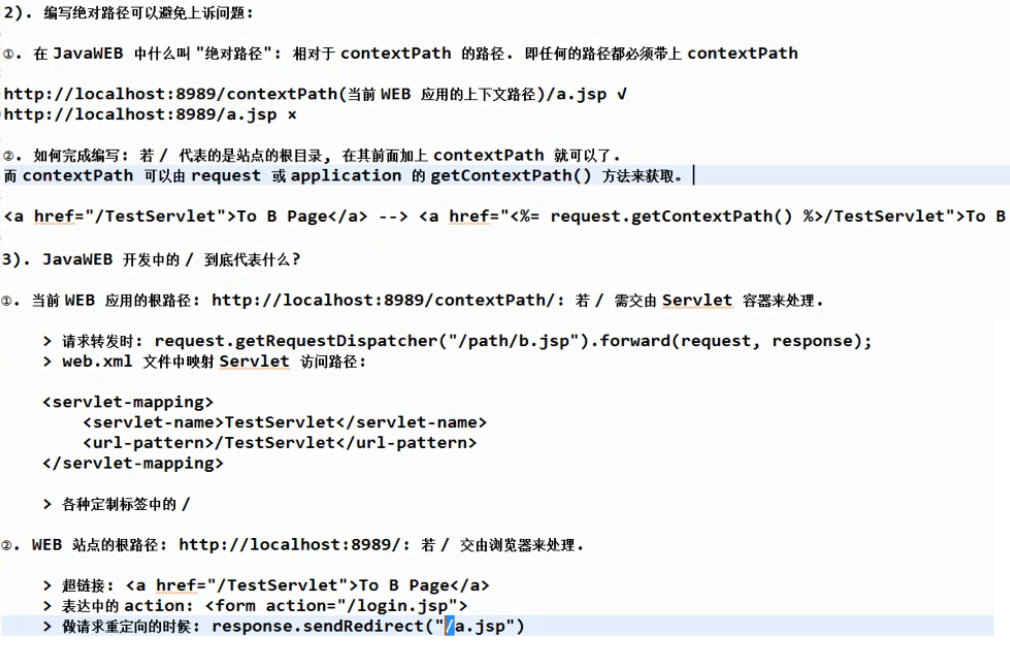 2). 编写绝对路径可以避免上诉问题:
①. 在 JavaWEB 中什么叫 "绝对路径": 相对于 contextPath 的路径. 即任何的路径都必须带上 contextPath
http://localhost:8989/contextPath(当前 WEB 应用的上下文路径)/a.jsp √
http://localhost:8989/a.jsp ×
②. 如何完成编写: 若 / 代表的是站点的根目录, 在其前面加上 contextPath 就可以了.
而 contextPath 可以由 request 或 application 的 getContextPath() 方法来获取。
<a href="/TestServlet">To B Page</a> --> <a href="<%= request.getContextPath() %>/TestServlet">To B
3). JavaWEB 开发中的 / 到底代表什么?
①. 当前 WEB 应用的根路径: http://localhost:8989/contextPath/: 若 / 需交由 Servlet 容器来处理.
> 请求转发时: request.getRequestDispatcher("/path/b.jsp").forward(request, response);
> web.xml 文件中映射 Servlet 访问路径:
<servlet-mapping>
<servlet-name>TestServlet</servlet-name>
<url-pattern>/TestServlet</url-pattern>
</servlet-mapping>
> 各种定制标签中的 /
②. WEB 站点的根路径: http://localhost:8989/: 若 / 交由浏览器来处理.
> 超链接: <a href="/TestServlet">To B Page</a>
> 表达中的 action: <form action="/login.jsp">
> 做请求重定向的时候: response.sendRedirect("/a.jsp")